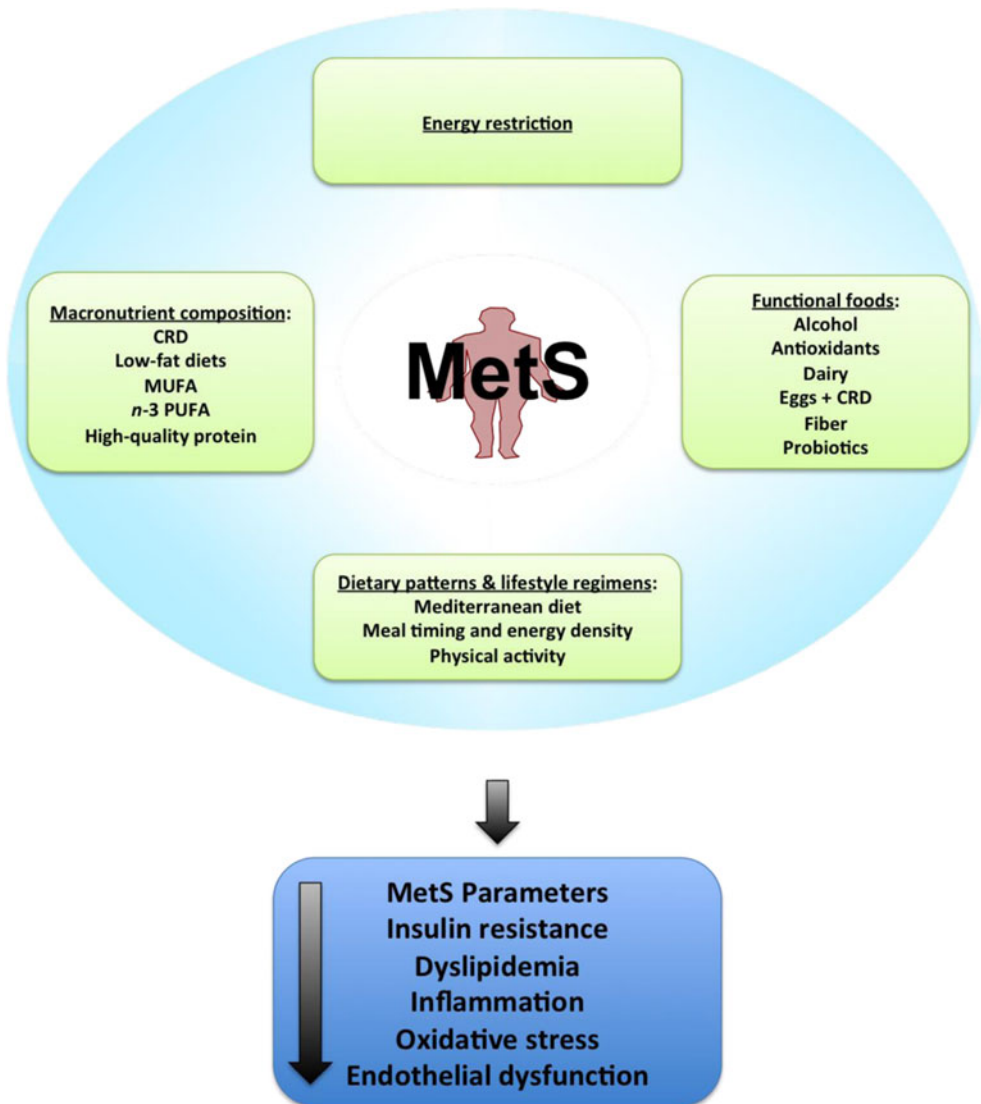 Energy restriction
Macronutrient composition:
CRD
Low-fat diets
MUFA
n-3 PUFA
High-quality protein
MetS
Functional foods:
Alcohol
Antioxidants
Dairy
Eggs + CRD
Fiber
Probiotics
Dietary patterns & lifestyle regimens:
Mediterranean diet
Meal timing and energy density
Physical activity
MetS Parameters
Insulin resistance
Dyslipidemia
Inflammation
Oxidative stress
Endothelial dysfunction